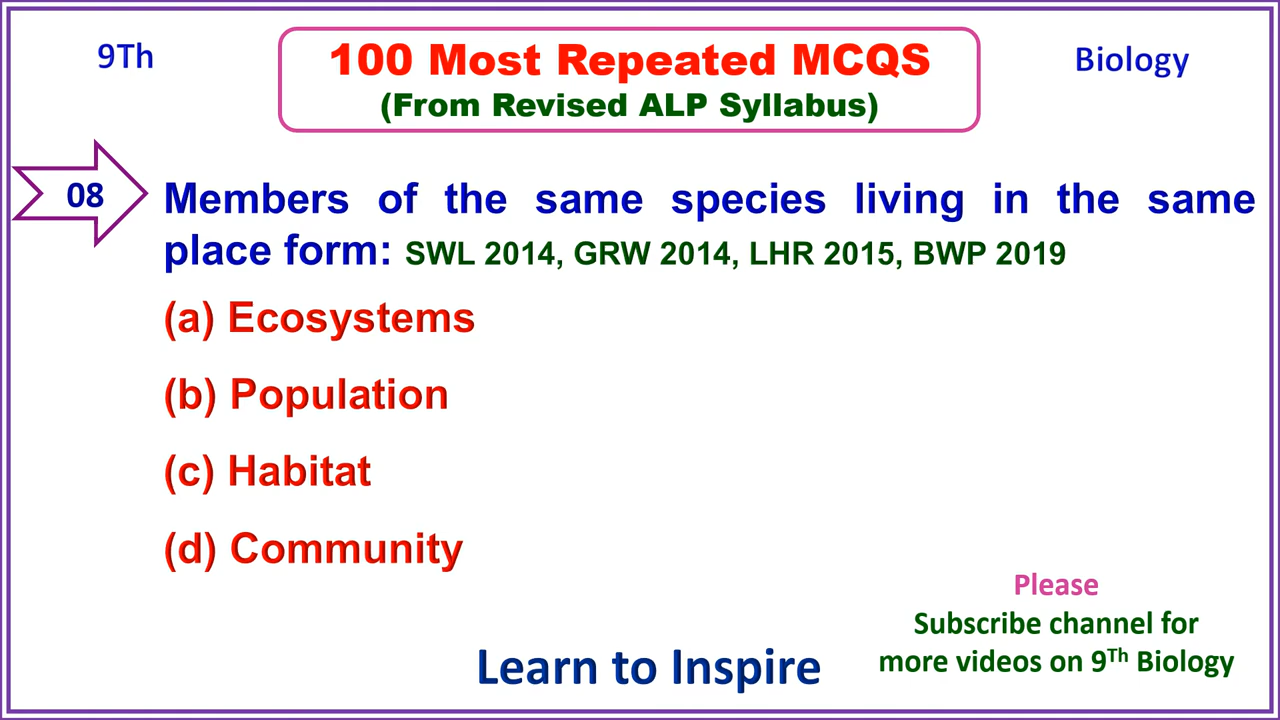 9Th
100 Most Repeated MCQS
(From Revised ALP Syllabus)
Biology
08
Members of the same species living in the same
place form: SWL 2014, GRW 2014, LHR 2015, BWP 2019
(a) Ecosystems
(b) Population
(c) Habitat
(d) Community
Please
Subscribe channel for
more videos on 9Th Biology
Learn to Inspire